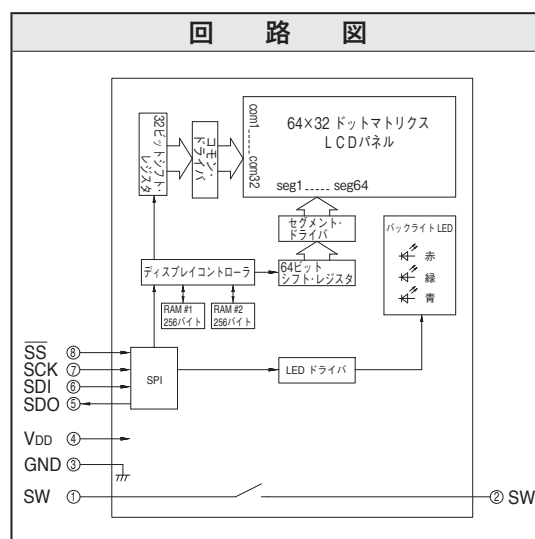 回路図
32ビットシフト・
レジスタ
コモン・
ドライバ
com1_____com32
64×32 ドットマトリクス
LCDパネル
seg1_____seg64
セグメント・
ドライバ
バックライトLED
赤
緑
青
ディスプレイコントローラ
64ビット
シフト・レジスタ
RAM #1
256バイト
RAM #2
256バイト
SS ⑧
SCK ⑦
SDI ⑥
SDO ⑤
SPI
LED ドライバ
VDD ④
GND ③
SW ①
② SW